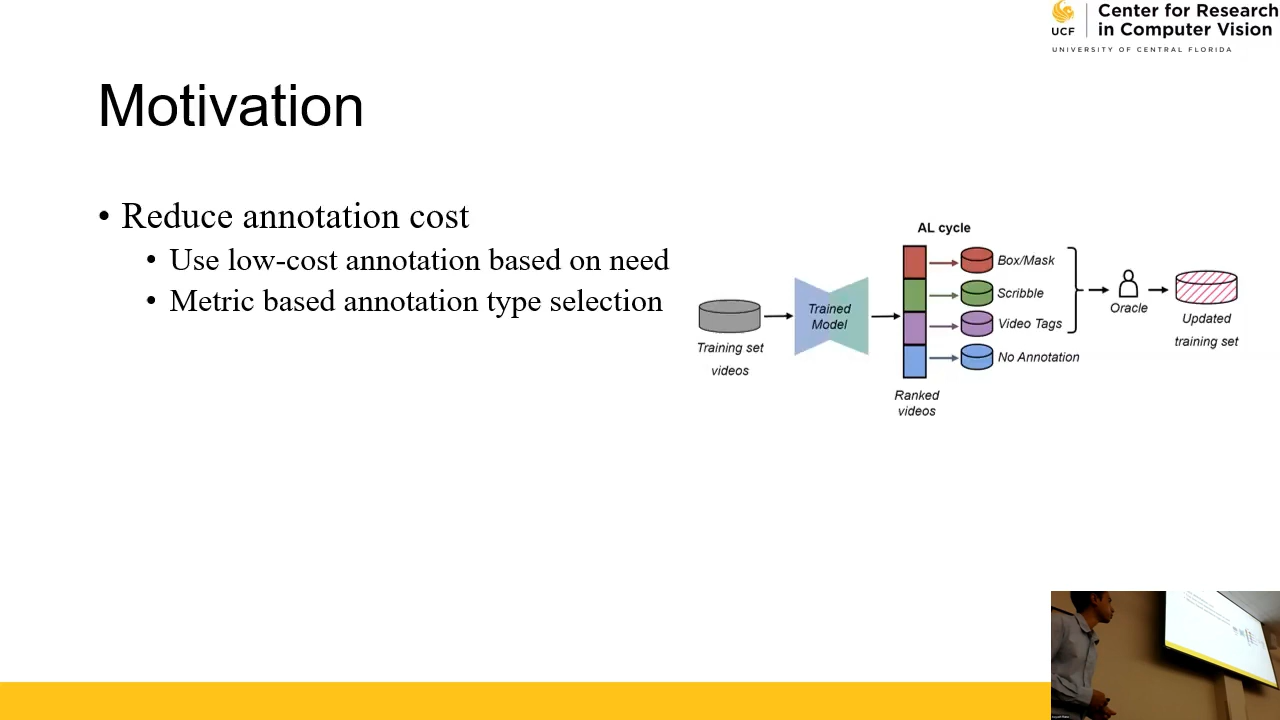 Center for Research
in Computer Vision
UCF
UNIVERSITY OF CENTRAL FLORIDA
Motivation
• Reduce annotation cost
• Use low-cost annotation based on need
• Metric based annotation type selection
AL cycle
Box/Mask
Scribble
Video Tags
No Annotation
Trained
Model
Training set
videos
Ranked
videos
Oracle
Updated
training set